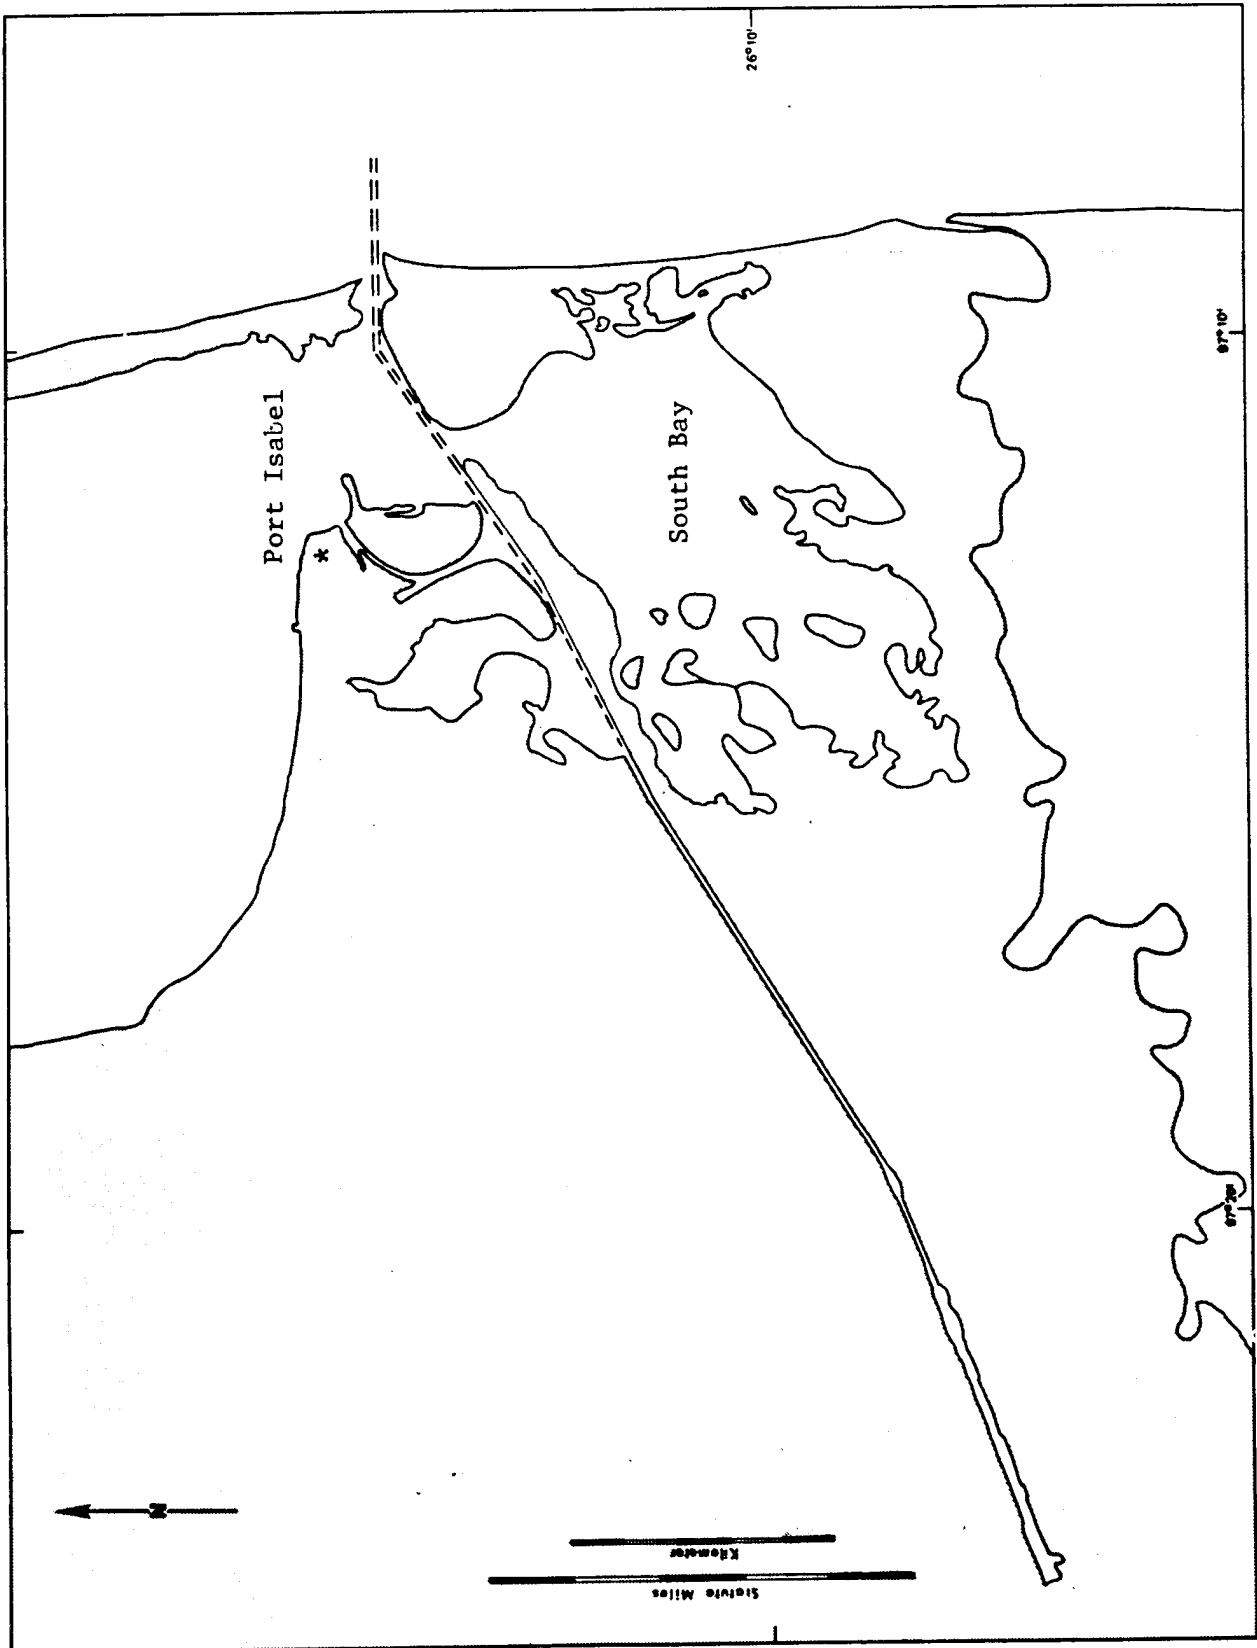 26°10'
Port Isabel
*
South Bay
97°10'
97°20'
N
Kilometer
Statute Miles